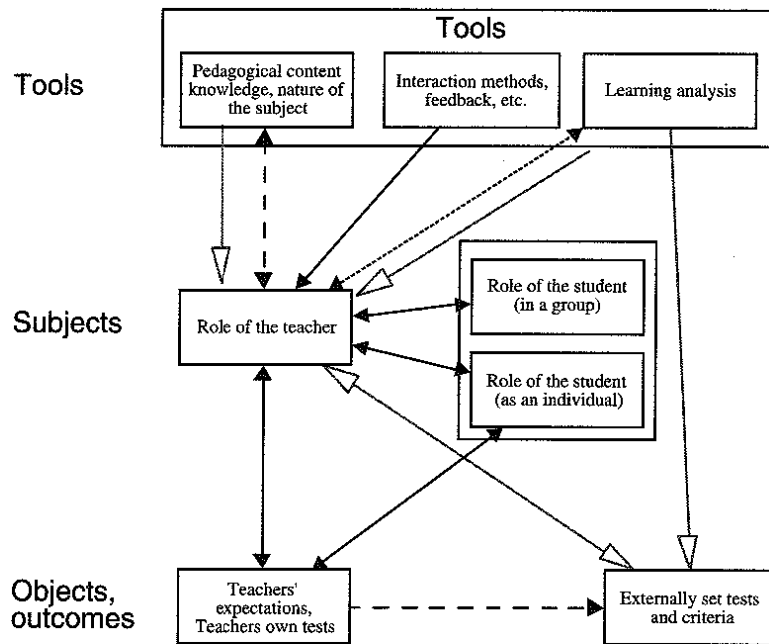 Tools
Tools
Pedagogical content
knowledge, nature of
the subject
Interaction methods,
feedback, etc.
Learning analysis
Subjects
Role of the teacher
Role of the student
(in a group)
Role of the student
(as an individual)
Objects,
outcomes
Teachers'
expectations,
Teachers own tests
Externally set tests
and criteria